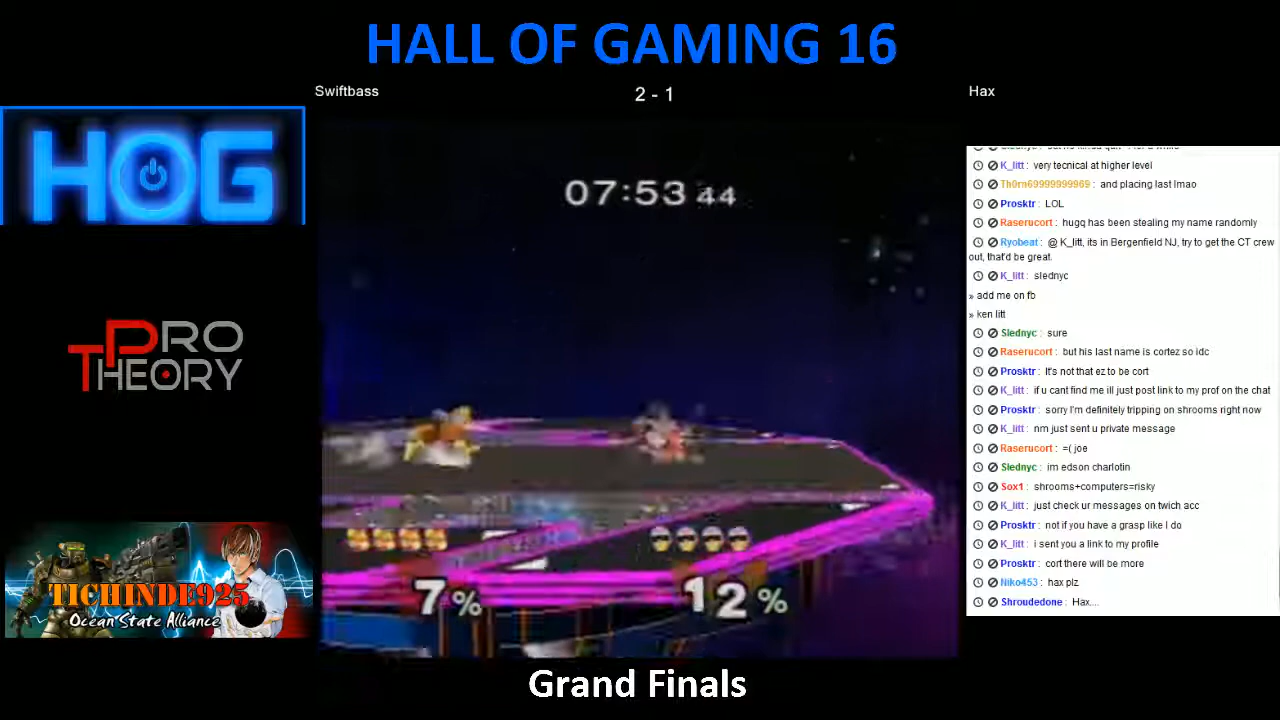 HALL OF GAMING 16
Swiftbass
2 - 1
Hax
HOG
07:53 44
PRO
THEORY
TICHINDE925
Ocean State Alliance
7%
12%
K_litt : very tecnical at higher level
Th0rn69999999969 : and placing last lmao
Prosktr : LOL
Raserucort : hugq has been stealing my name randomly
Ryobeat : @ K_litt, its in Bergenfield NJ, try to get the CT crew
out, that'd be great.
K_litt : slednyc
» add me on fb
» ken litt
Slednyc : sure
Raserucort : but his last name is cortez so idc
Prosktr : It's not that ez to be cort
K_litt : if u cant find me ill just post link to my prof on the chat
Prosktr : sorry I'm definitely tripping on shrooms right now
K_litt : nm just sent u private message
Raserucort : =( joe
Slednyc : im edson charlotin
Sox1 : shrooms+computers=risky
K_litt : just check ur messages on twich acc
Prosktr : not if you have a grasp like I do
K_litt : i sent you a link to my profile
Prosktr : cort there will be more
Niko453 : hax plz
Shroudedone : Hax....
Grand Finals